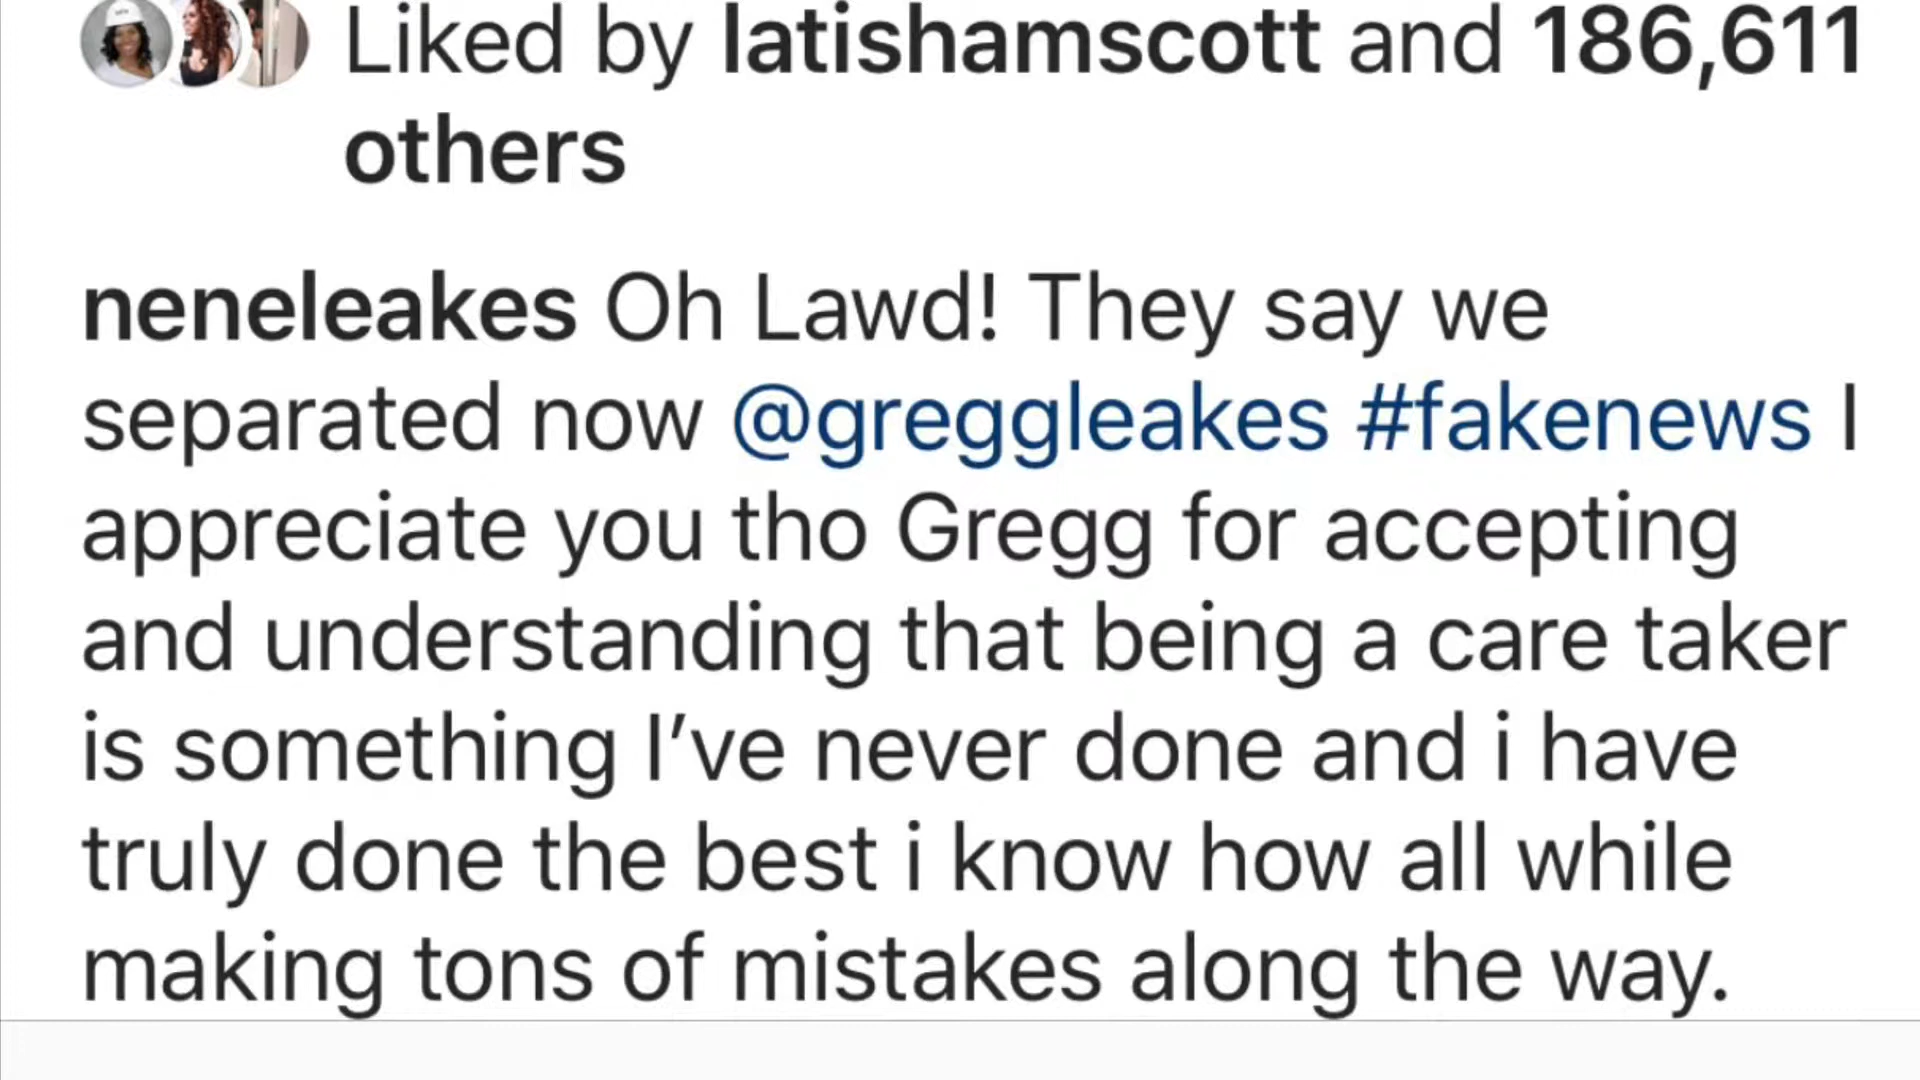 Liked by latishamscott and 186,611
others
neneleakes Oh Lawd! They say we
separated now @greggleakes #fakenews I
appreciate you tho Gregg for accepting
and understanding that being a care taker
is something I’ve never done and i have
truly done the best i know how all while
making tons of mistakes along the way.